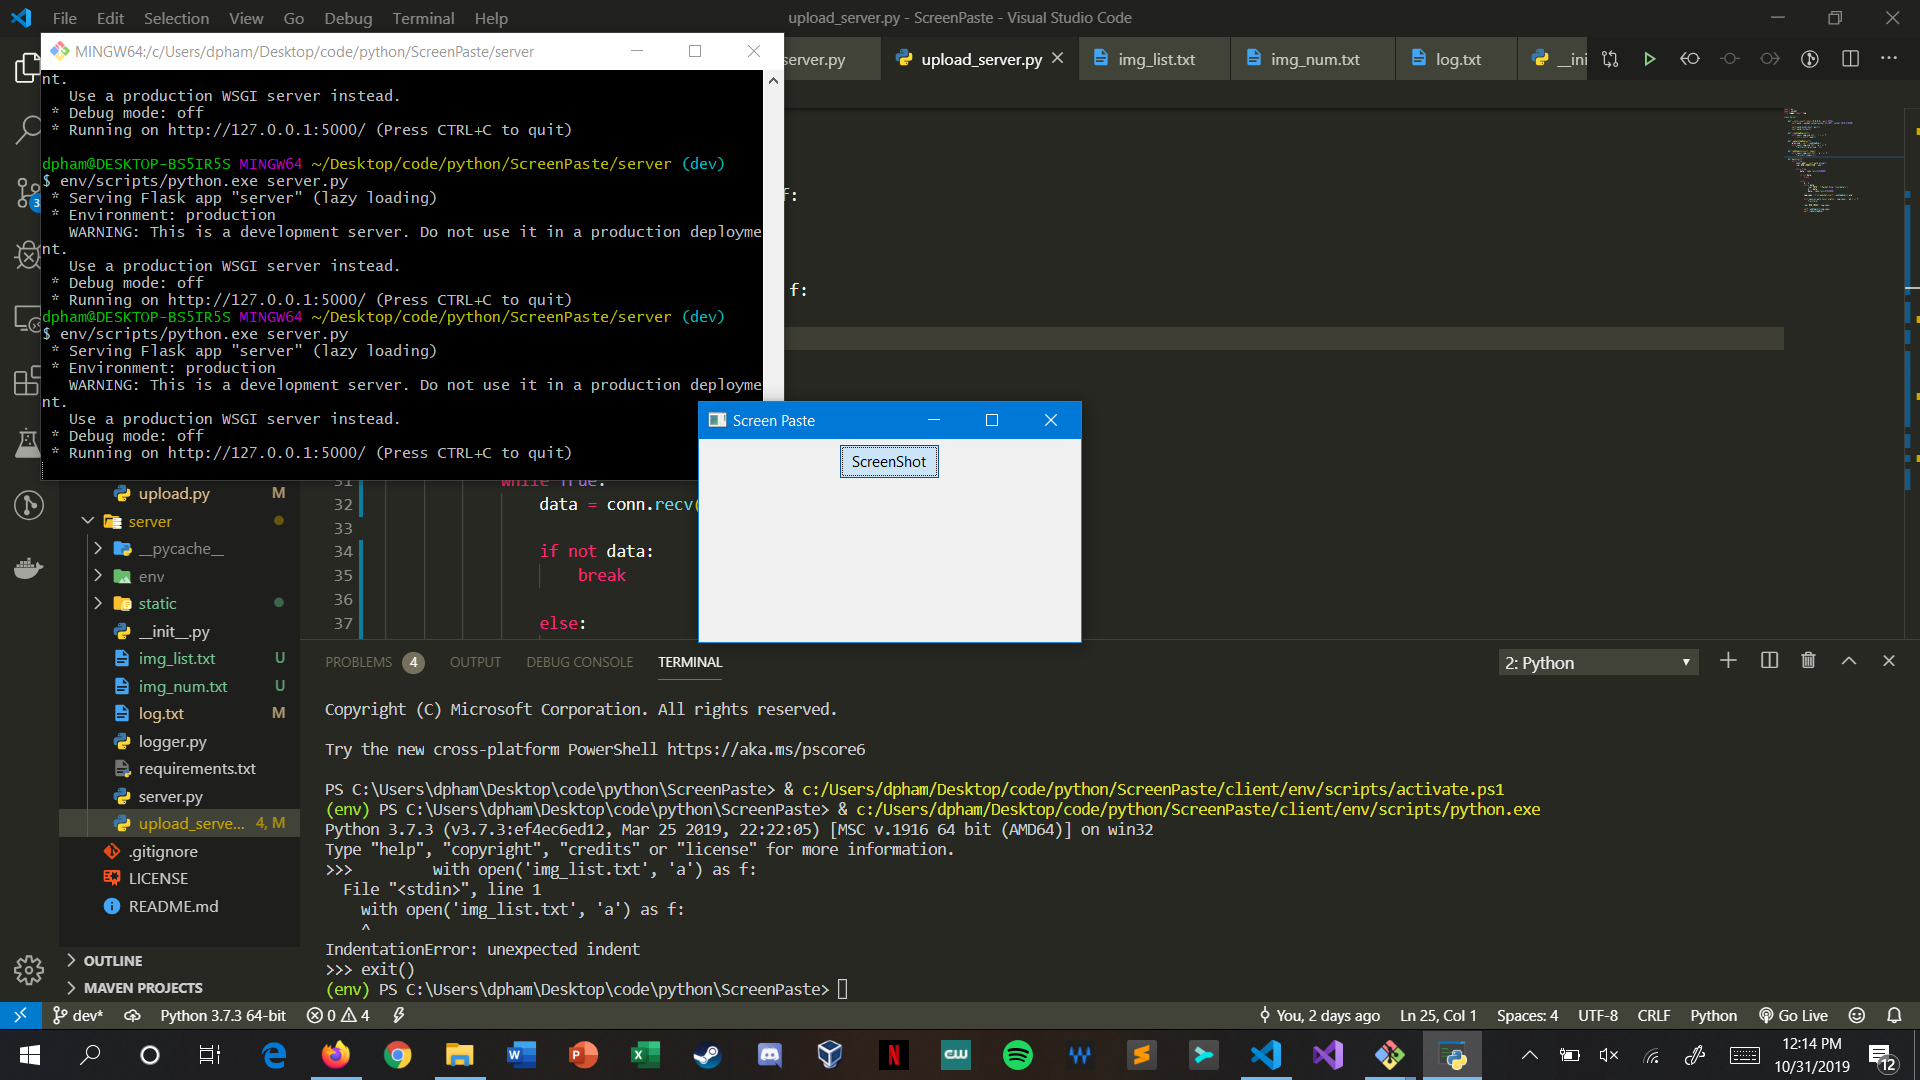 File Edit Selection View Go Debug Terminal Help
upload_server.py - ScreenPaste - Visual Studio Code
MINGW64:/c/Users/dpham/Desktop/code/python/ScreenPaste/server
server.py
upload_server.py
img_list.txt
img_num.txt
log.txt
__ini
nt.
Use a production WSGI server instead.
* Debug mode: off
* Running on http://127.0.0.1:5000/ (Press CTRL+C to quit)
dpham@DESKTOP-BS5IR5S MINGW64 ~/Desktop/code/python/ScreenPaste/server (dev)
$ env/scripts/python.exe server.py
* Serving Flask app "server" (lazy loading)
* Environment: production
WARNING: This is a development server. Do not use it in a production deployme
nt.
Use a production WSGI server instead.
* Debug mode: off
* Running on http://127.0.0.1:5000/ (Press CTRL+C to quit)
dpham@DESKTOP-BS5IR5S MINGW64 ~/Desktop/code/python/ScreenPaste/server (dev)
$ env/scripts/python.exe server.py
* Serving Flask app "server" (lazy loading)
* Environment: production
WARNING: This is a development server. Do not use it in a production deployme
nt.
Use a production WSGI server instead.
* Debug mode: off
* Running on http://127.0.0.1:5000/ (Press CTRL+C to quit)
f:
f:
Screen Paste
ScreenShot
3
upload.py M
server
__pycache__
env
static
__init__.py
img_list.txt U
img_num.txt U
log.txt M
logger.py
requirements.txt
server.py
upload_serve... 4, M
.gitignore
LICENSE
README.md
OUTLINE
MAVEN PROJECTS
31 while True:
32 data = conn.recv(
33
34 if not data:
35 break
36
37 else:
PROBLEMS 4 OUTPUT DEBUG CONSOLE TERMINAL
2: Python
Copyright (C) Microsoft Corporation. All rights reserved.
Try the new cross-platform PowerShell https://aka.ms/pscore6
PS C:\Users\dpham\Desktop\code\python\ScreenPaste> & c:/Users/dpham/Desktop/code/python/ScreenPaste/client/env/scripts/activate.ps1
(env) PS C:\Users\dpham\Desktop\code\python\ScreenPaste> & c:/Users/dpham/Desktop/code/python/ScreenPaste/client/env/scripts/python.exe
Python 3.7.3 (v3.7.3:ef4ec6ed12, Mar 25 2019, 22:22:05) [MSC v.1916 64 bit (AMD64)] on win32
Type "help", "copyright", "credits" or "license" for more information.
>>> with open('img_list.txt', 'a') as f:
File "<stdin>", line 1
with open('img_list.txt', 'a') as f:
^
IndentationError: unexpected indent
>>> exit()
(env) PS C:\Users\dpham\Desktop\code\python\ScreenPaste>
dev* Python 3.7.3 64-bit 0 4
You, 2 days ago Ln 25, Col 1 Spaces: 4 UTF-8 CRLF Python Go Live
12:14 PM
10/31/2019
12